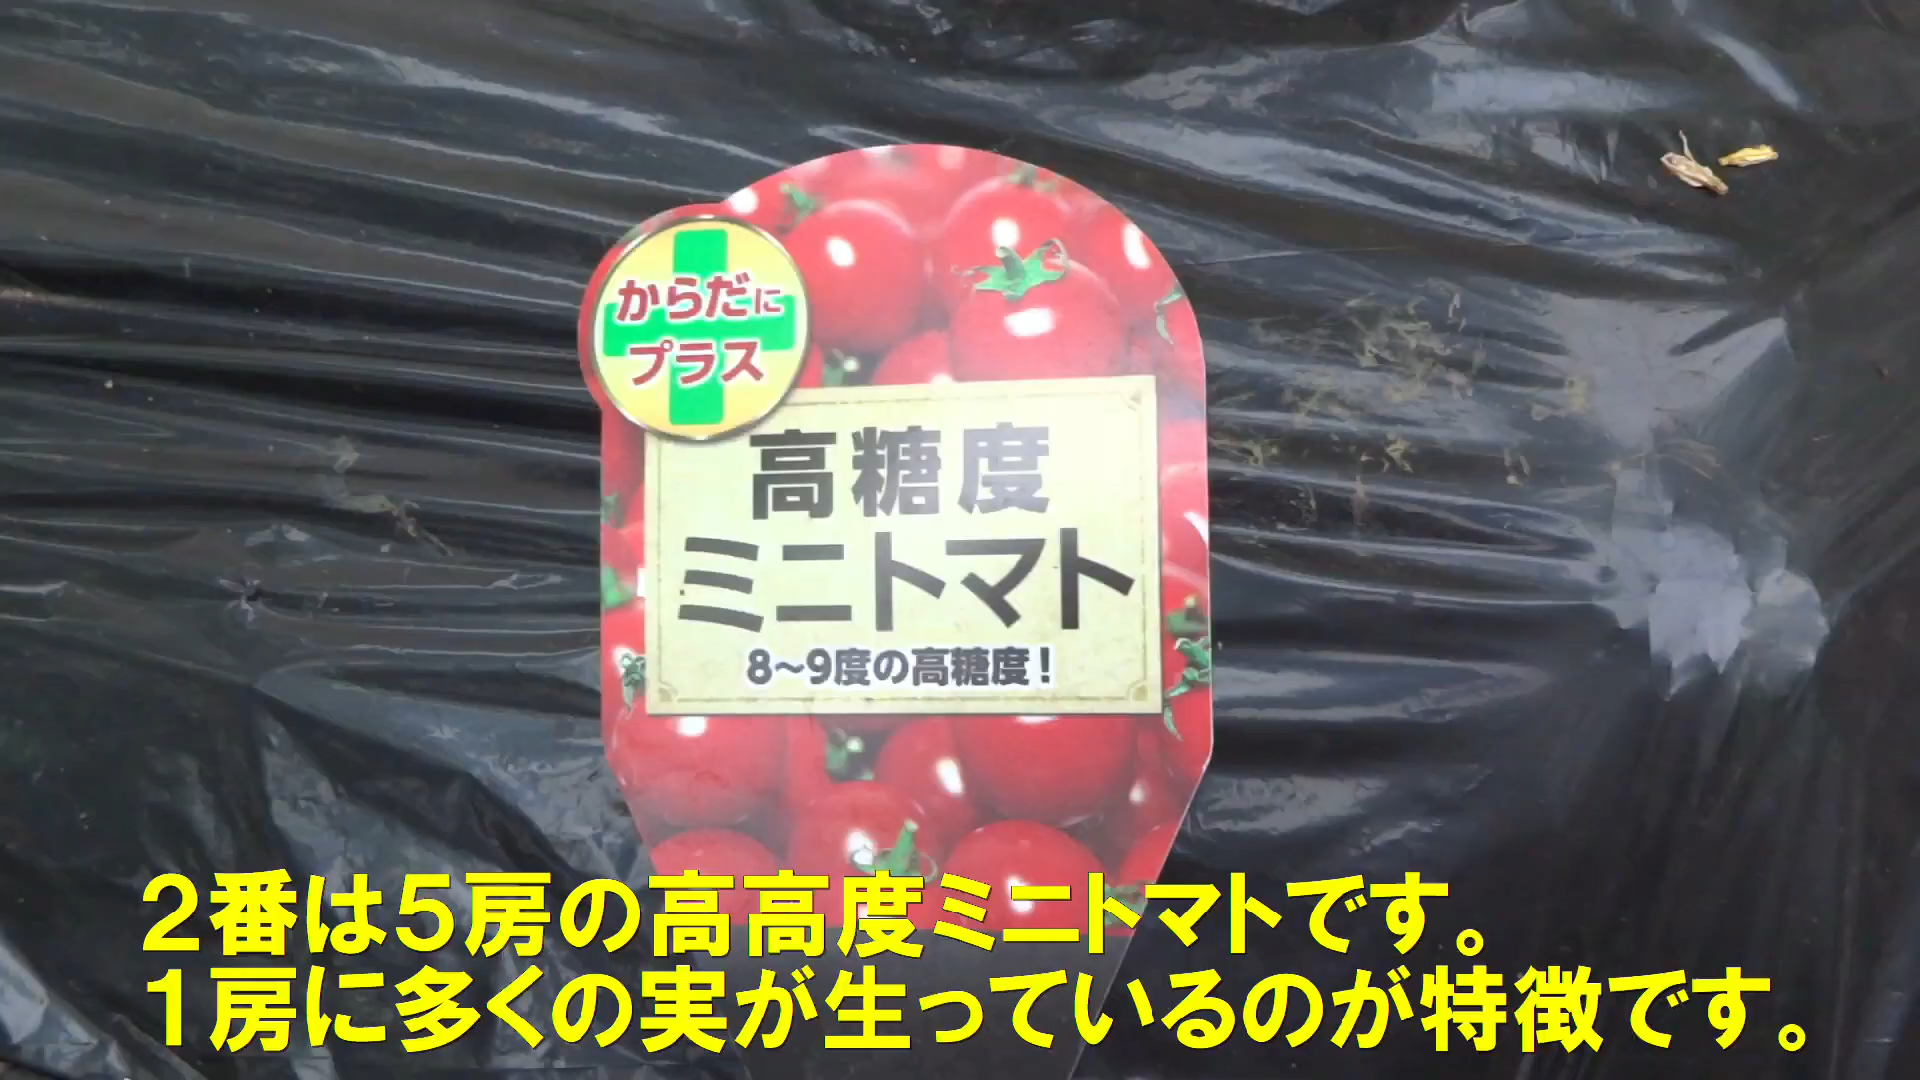 からだに
プラス
高糖度
ミニトマト
8～9度の高糖度！
２番は５房の高高度ミニトマトです。
１房に多くの実が生っているのが特徴です。